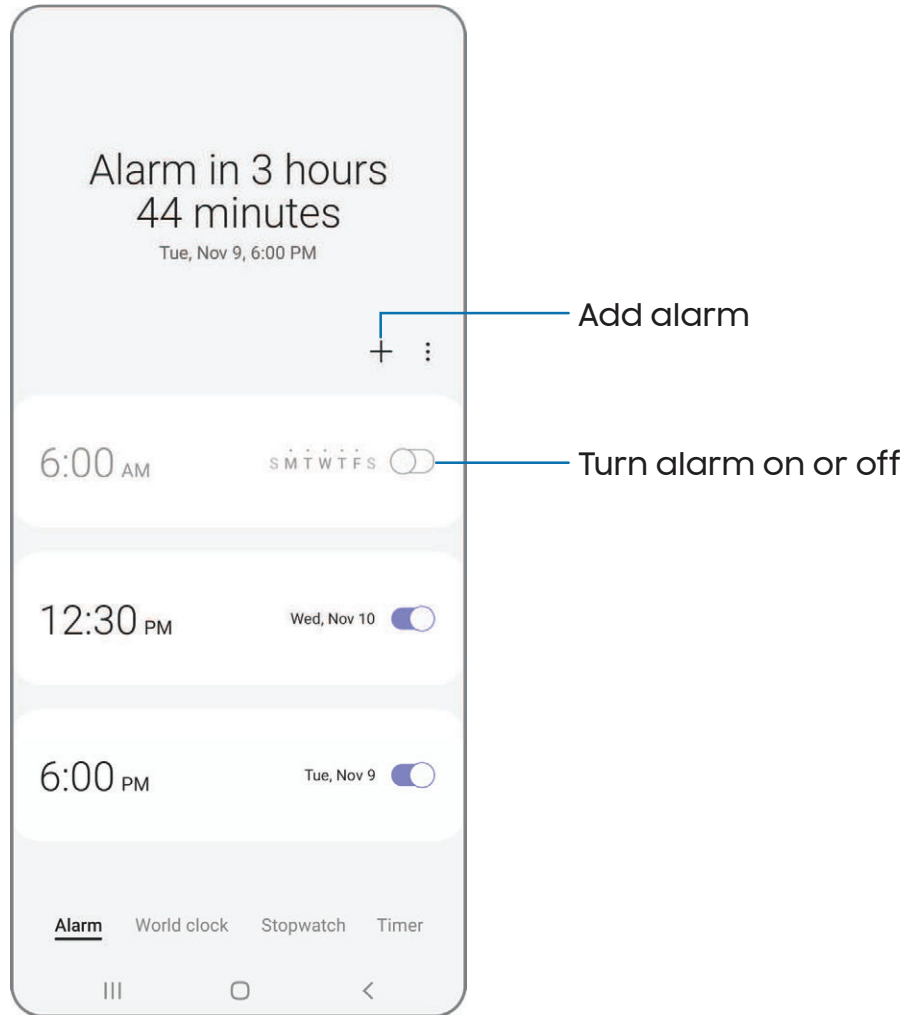 Alarm in 3 hours
44 minutes
Tue, Nov 9, 6:00 PM
Add alarm
6:00 AM SMTWTFS
Turn alarm on or off
12:30 PM Wed, Nov 10
6:00 PM Tue, Nov 9
Alarm World clock Stopwatch Timer